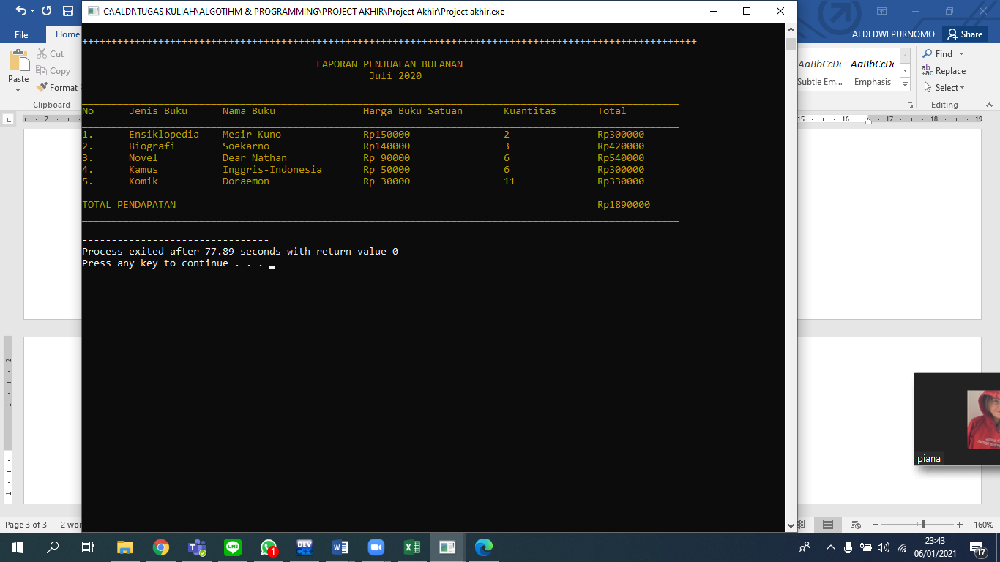 C:\ALDI\TUGAS KULIAH\ALGOTIHM & PROGRAMMING\PROJECT AKHIR\Project Akhir\Project akhir.exe
File Home
ALDI DWI PURNOMO Share
Paste
Cut
Copy
Format
Clipboard
AaBbCcDc AaBbCcDc
Subtle Em... Emphasis
Find
Replace
Select
Editing
2 1
15 16 17 18 19
++++++++++++++++++++++++++++++++++++++++++++++++++++++++++++++++++++++++++++++++++++++++++++++++++++++++++
LAPORAN PENJUALAN BULANAN
Juli 2020
No Jenis Buku Nama Buku Harga Buku Satuan Kuantitas Total
1. Ensiklopedia Mesir Kuno Rp150000 2 Rp300000
2. Biografi Soekarno Rp140000 3 Rp420000
3. Novel Dear Nathan Rp 90000 6 Rp540000
4. Kamus Inggris-Indonesia Rp 50000 6 Rp300000
5. Komik Doraemon Rp 30000 11 Rp330000
TOTAL PENDAPATAN Rp1890000
--------------------------------
Process exited after 77.89 seconds with return value 0
Press any key to continue . . .
2
1
1
piana
Page 3 of 3 2 wor
160%
1
DEV
23:43
06/01/2021
17